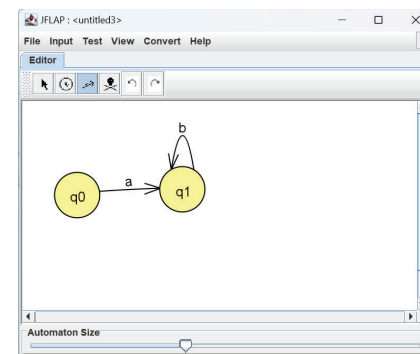 JFLAP : <untitled3>
File Input Test View Convert Help
Editor
b
a
q0
q1
Automaton Size